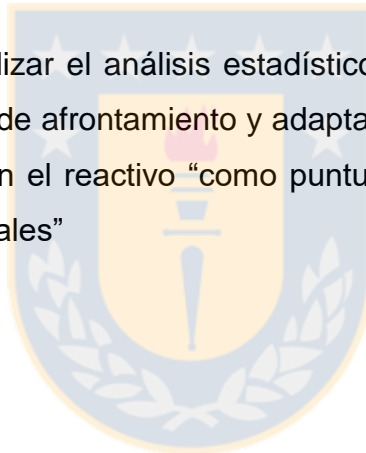 lizar el análisis estadístico
de afrontamiento y adapta
n el reactivo “como puntu
ales”